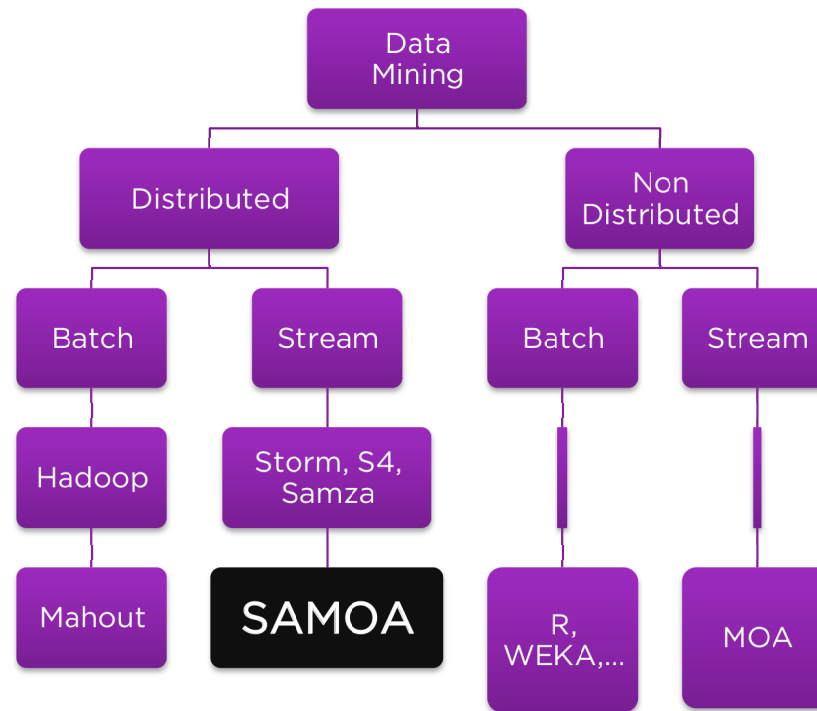 Data
Mining
Distributed
Non
Distributed
Batch
Stream
Batch
Stream
Hadoop
Storm, S4,
Samza
Mahout
SAMOA
R,
WEKA,...
MOA